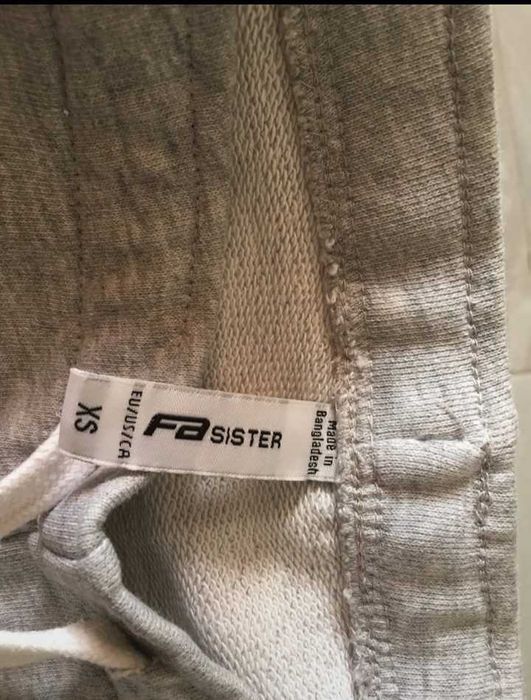 FB SISTER
EU/US/CA
XS
Made in
Bangladesh